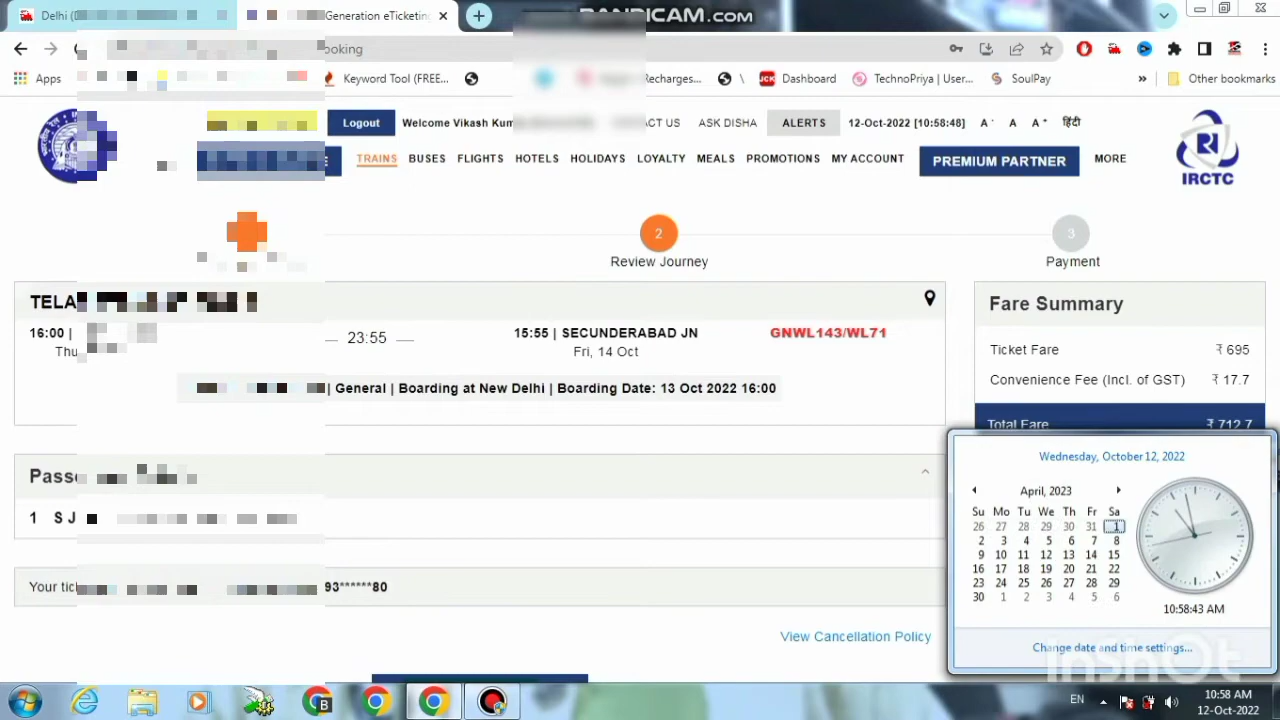 Delhi
Generation eTicketing
BANDICAM.COM
ooking
Apps
Keyword Tool (FREE...
Recharges...
Dashboard
TechnoPriya | User...
SoulPay
»
Other bookmarks
Logout
Welcome Vikash Kum
ACT US
ASK DISHA
ALERTS
12-Oct-2022 [10:58:48]
A-
A
A+
हिंदी
TRAINS
BUSES
FLIGHTS
HOTELS
HOLIDAYS
LOYALTY
MEALS
PROMOTIONS
MY ACCOUNT
PREMIUM PARTNER
MORE
IRCTC
2
3
Review Journey
Payment
TELA
Fare Summary
16:00 |
— 23:55 —
15:55 | SECUNDERABAD JN
GNWL143/WL71
Thu
Fri, 14 Oct
Ticket Fare ₹ 695
Convenience Fee (Incl. of GST) ₹ 17.7
| General | Boarding at New Delhi | Boarding Date: 13 Oct 2022 16:00
Total Fare ₹ 712.7
Passe
1 S J
Your tic
93******80
View Cancellation Policy
Wednesday, October 12, 2022
April, 2023
Su Mo Tu We Th Fr Sa
26 27 28 29 30 31 1
2 3 4 5 6 7 8
9 10 11 12 13 14 15
16 17 18 19 20 21 22
23 24 25 26 27 28 29
30 1 2 3 4 5 6
10:58:43 AM
Change date and time settings...
InShOt
EN
10:58 AM
12-Oct-2022